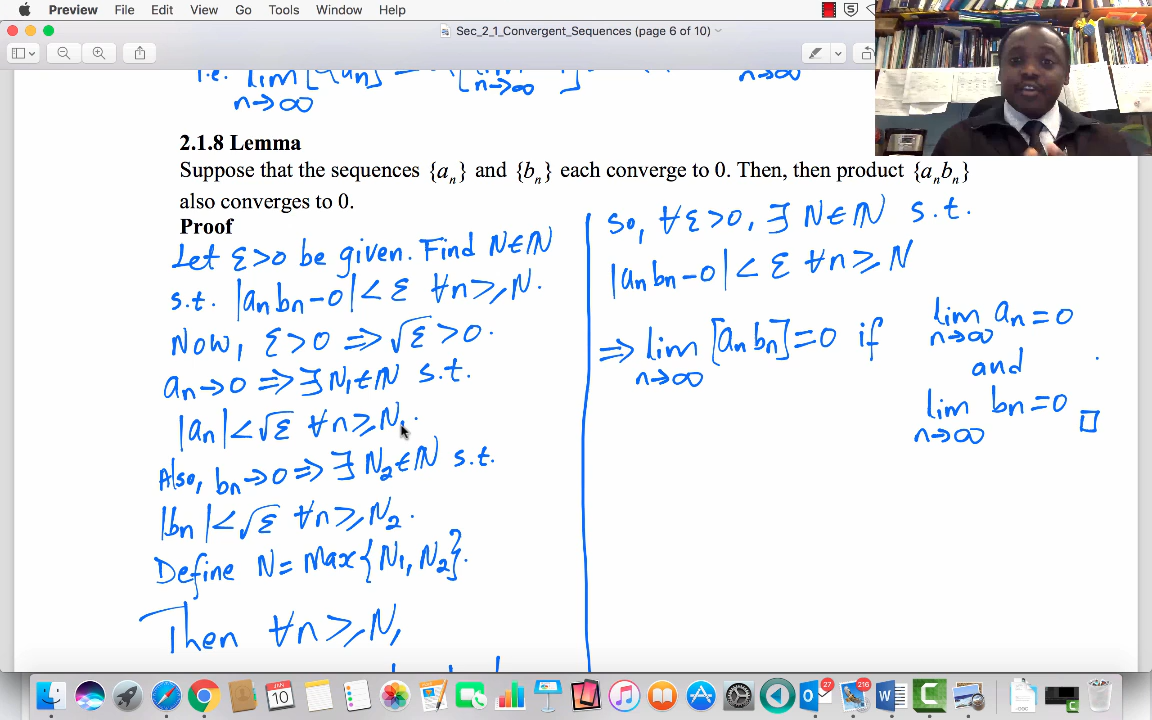 Preview File Edit View Go Tools Window Help
Sec_2_1_Convergent_Sequences (page 6 of 10)
i.e. lim
n→∞ n→∞ n→∞
2.1.8 Lemma
Suppose that the sequences {aₙ} and {bₙ} each converge to 0. Then, then product {aₙbₙ}
also converges to 0.
Proof
Let ε>0 be given. Find N∈ℕ
s.t. |aₙbₙ-0|<ε ∀n≥N.
Now, ε>0 ⇒ √ε>0.
aₙ→0 ⇒ ∃N₁∈ℕ s.t.
|aₙ|<√ε ∀n≥N₁.
Also, bₙ→0 ⇒ ∃N₂∈ℕ s.t.
|bₙ|<√ε ∀n≥N₂.
Define N= Max{N₁,N₂}.
Then ∀n≥N,
So, ∀ε>0, ∃ N∈ℕ s.t.
|aₙbₙ-0|<ε ∀n≥N
⇒ lim [aₙbₙ]=0 if lim aₙ=0
n→∞ n→∞
and
lim bₙ=0 □
n→∞
10
27
216